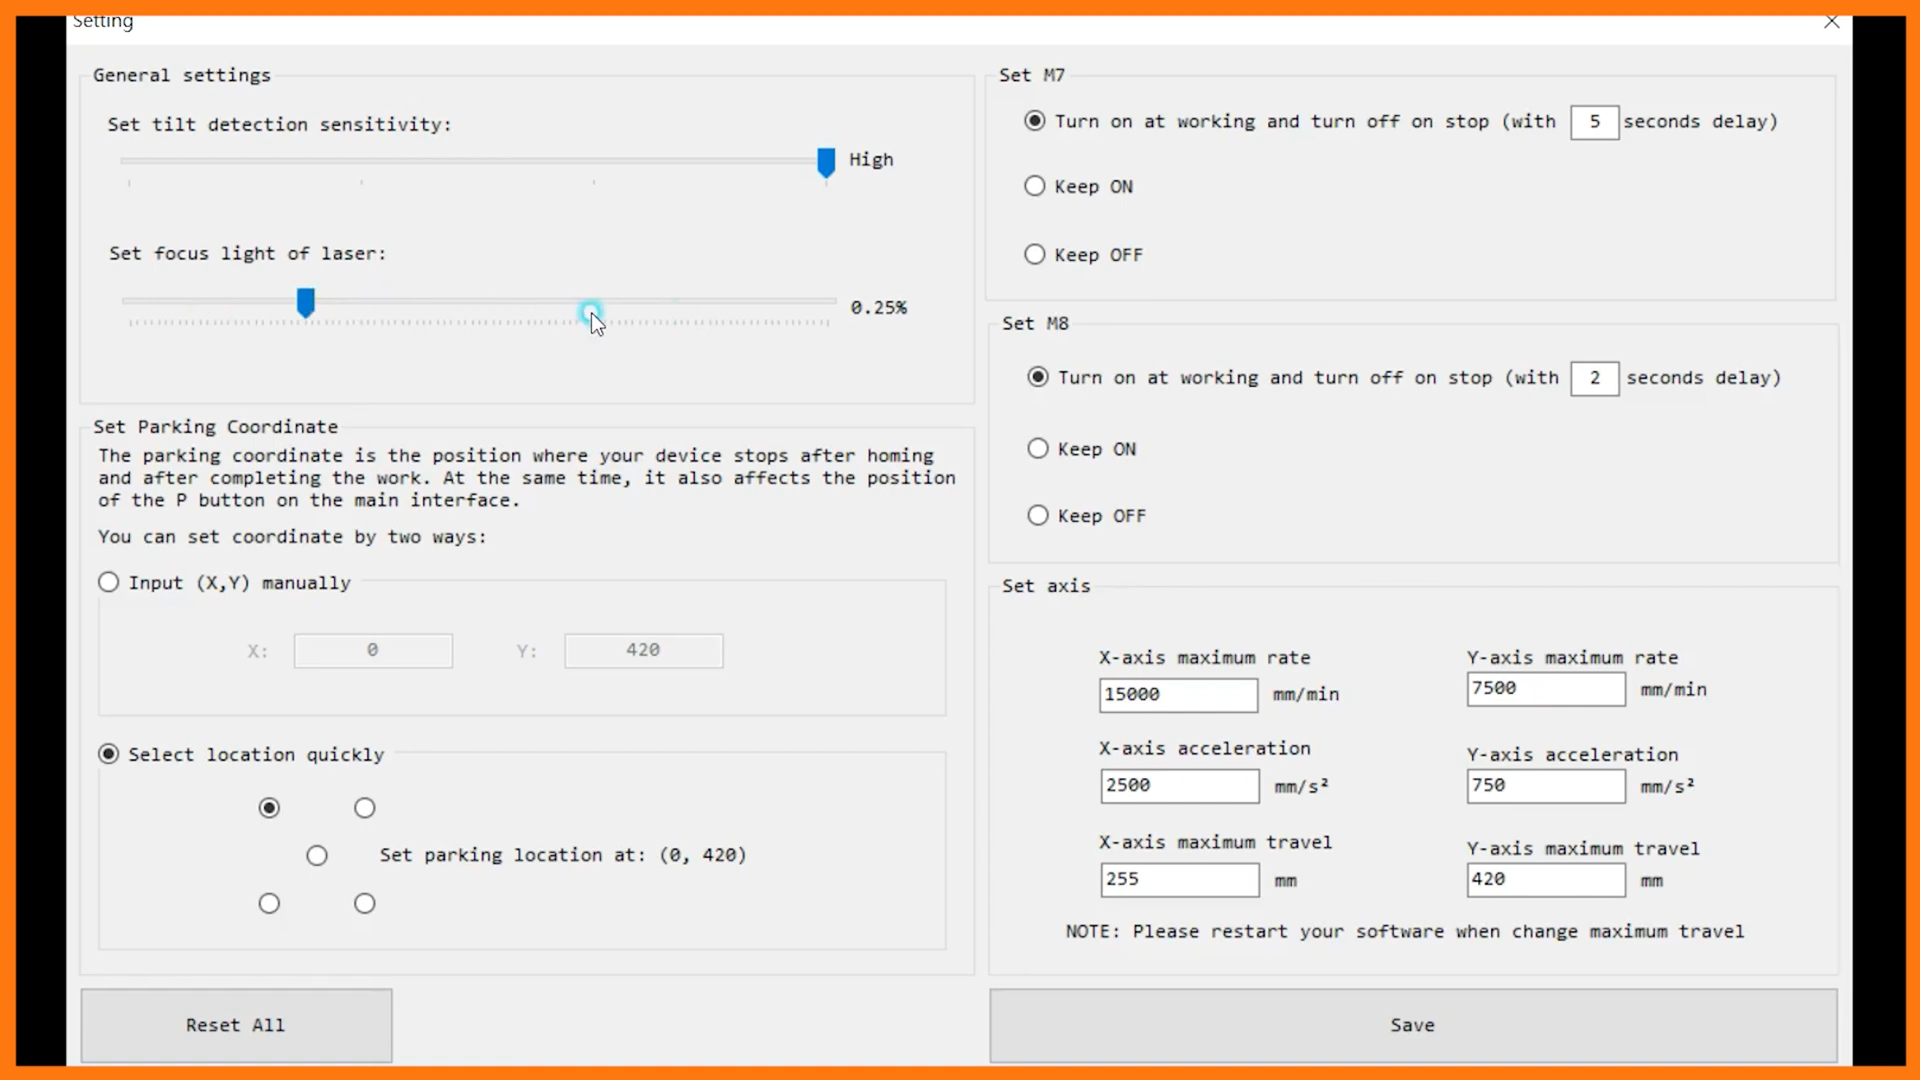 Setting
General settings
Set tilt detection sensitivity:
High
Set focus light of laser:
0.25%
Set Parking Coordinate
The parking coordinate is the position where your device stops after homing
and after completing the work. At the same time, it also affects the position
of the P button on the main interface.
You can set coordinate by two ways:
Input (X,Y) manually
X: 0 Y: 420
Select location quickly
Set parking location at: (0, 420)
Reset All
Set M7
Turn on at working and turn off on stop (with 5 seconds delay)
Keep ON
Keep OFF
Set M8
Turn on at working and turn off on stop (with 2 seconds delay)
Keep ON
Keep OFF
Set axis
X-axis maximum rate Y-axis maximum rate
15000 mm/min 7500 mm/min
X-axis acceleration Y-axis acceleration
2500 mm/s² 750 mm/s²
X-axis maximum travel Y-axis maximum travel
255 mm 420 mm
NOTE: Please restart your software when change maximum travel
Save